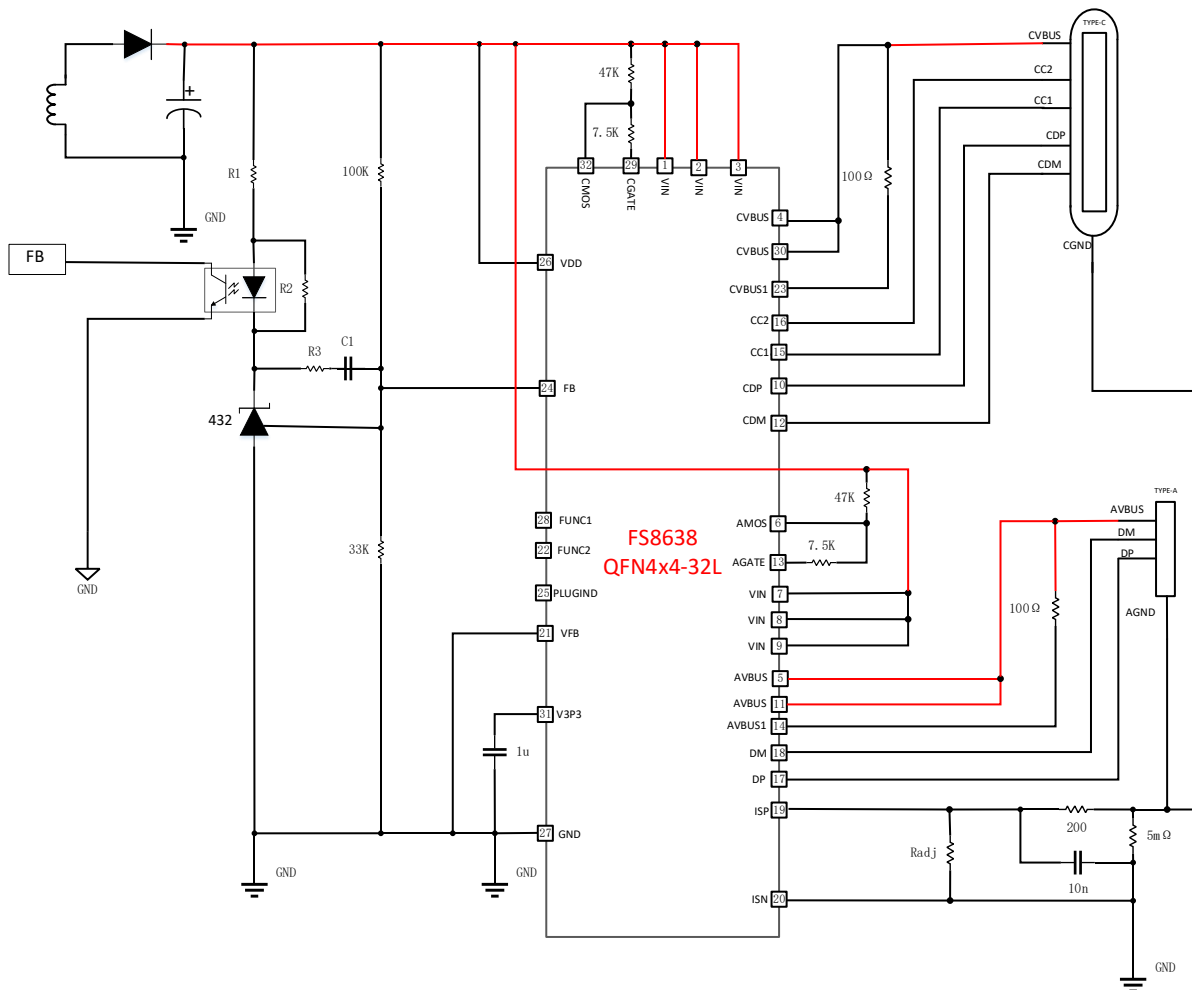 TYPE-C
CVBUS
CC2
CC1
CDP
CDM
CGND
+
GND
R1
100K
47K
7.5K
32
29
1
2
3
CMOS
CGATE
VIN
VIN
VIN
100Ω
FB
R2
26
VDD
CVBUS
4
CVBUS
30
CVBUS1
23
CC2
16
CC1
15
CDP
10
CDM
12
R3
C1
24
FB
432
GND
33K
28
FUNC1
22
FUNC2
25
PLUGIND
21
VFB
31
V3P3
1u
27
GND
GND
GND
FS8638
QFN4x4-32L
47K
AMOS
6
7.5K
AGATE
13
VIN
7
VIN
8
VIN
9
AVBUS
5
AVBUS
11
AVBUS1
14
DM
18
DP
17
ISP
19
ISN
20
TYPE-A
AVBUS
DM
DP
AGND
100Ω
200
5mΩ
Radj
10n
GND